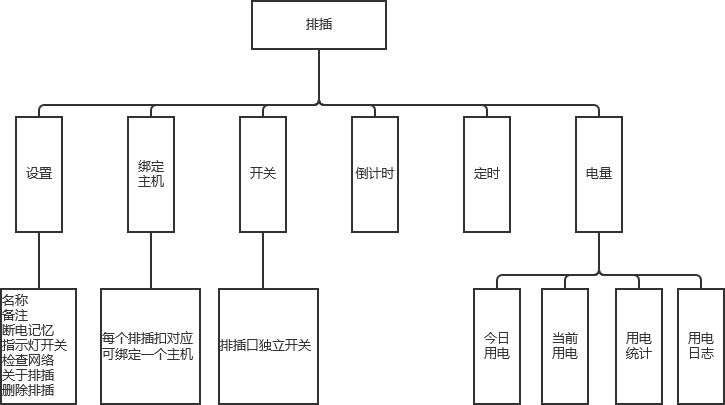 排插
设置
绑定
主机
开关
倒计时
定时
电量
名称
备注
断电记忆
指示灯开关
检查网络
关于排插
删除排插
每个排插扣对应
可绑定一个主机
排插口独立开关
今日
用电
当前
用电
用电
统计
用电
日志